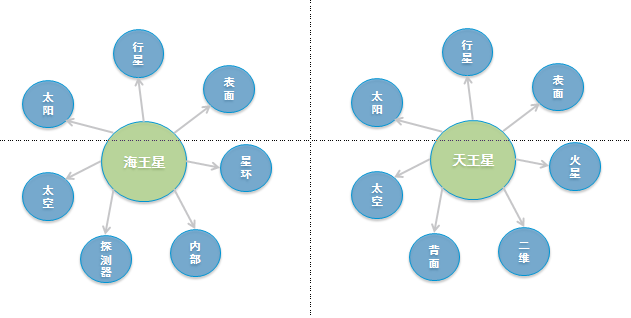 行
星
表
面
太
阳
海王星
星
环
太
空
内
部
探
测
器
行
星
表
面
太
阳
天王星
火
星
太
空
二
维
背
面